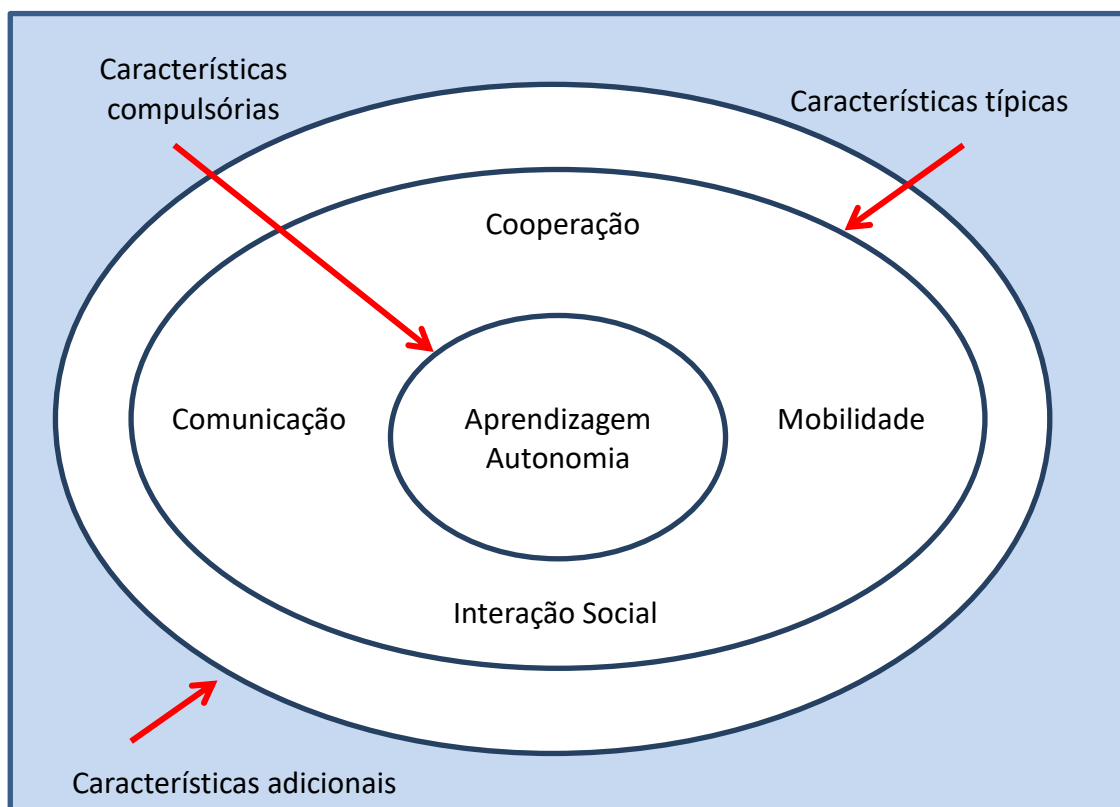 Características
compulsórias
Características típicas
Cooperação
Comunicação
Aprendizagem
Autonomia
Mobilidade
Interação Social
Características adicionais